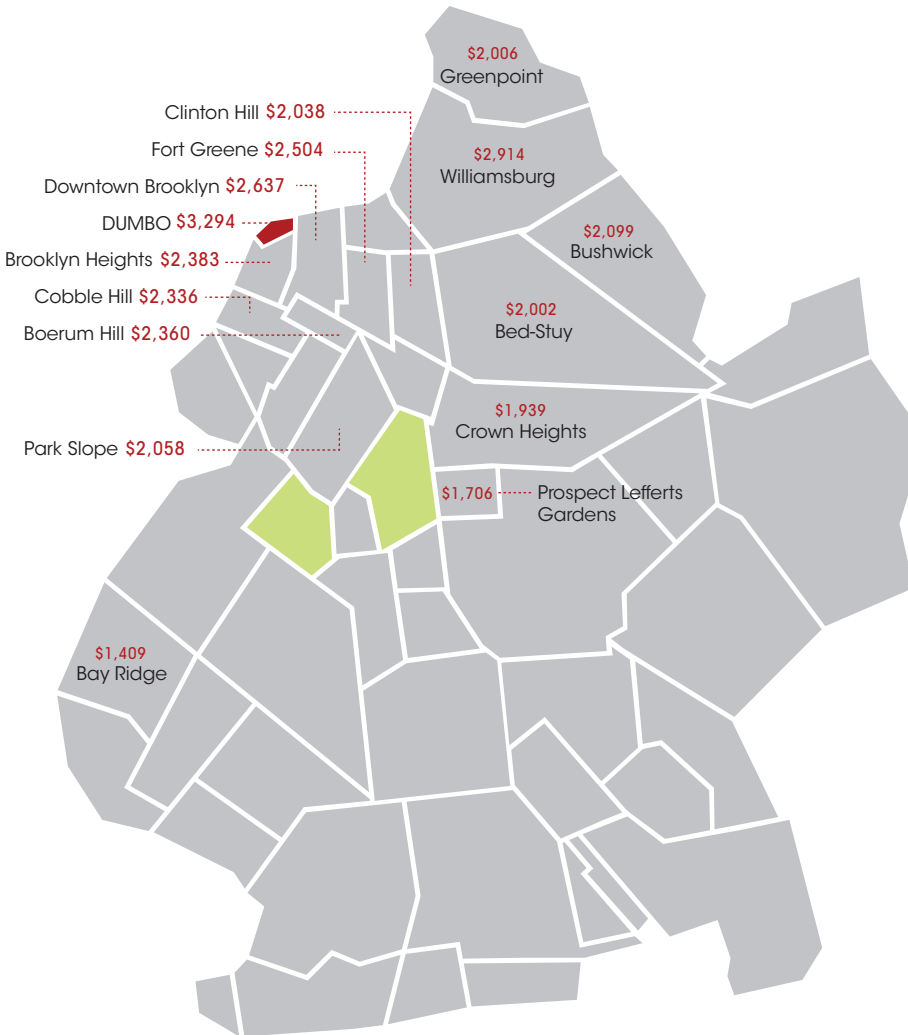 $2,006
Greenpoint
Clinton Hill $2,038
Fort Greene $2,504
$2,914
Williamsburg
Downtown Brooklyn $2,637
DUMBO $3,294
$2,099
Bushwick
Brooklyn Heights $2,383
Cobble Hill $2,336
$2,002
Bed-Stuy
Boerum Hill $2,360
$1,939
Crown Heights
Park Slope $2,058
$1,706
Prospect Lefferts
Gardens
$1,409
Bay Ridge